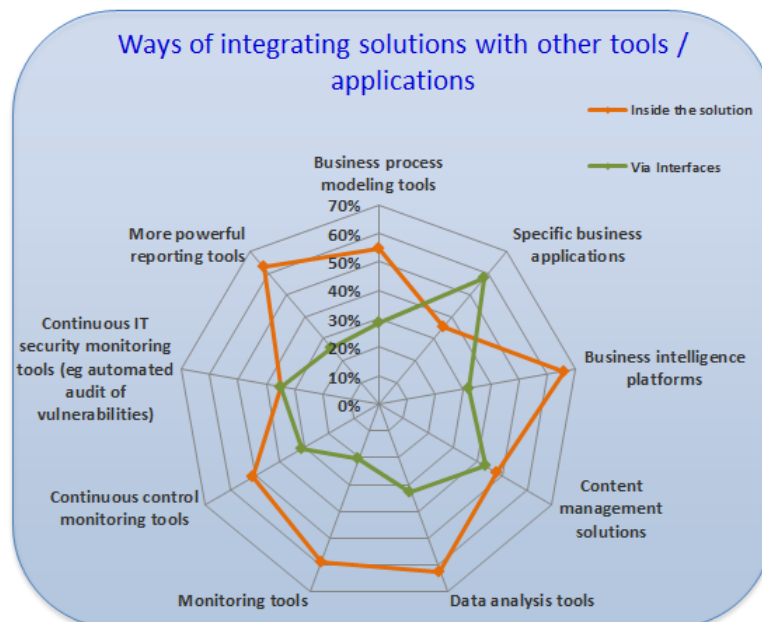 Ways of integrating solutions with other tools /
applications
Inside the solution
Via Interfaces
Business process
modeling tools
70%
60%
50%
40%
30%
20%
10%
0%
Specific business
applications
Business intelligence
platforms
Content
management
solutions
Data analysis tools
Monitoring tools
Continuous control
monitoring tools
Continuous IT
security monitoring
tools (eg automated
audit of
vulnerabilities)
More powerful
reporting tools